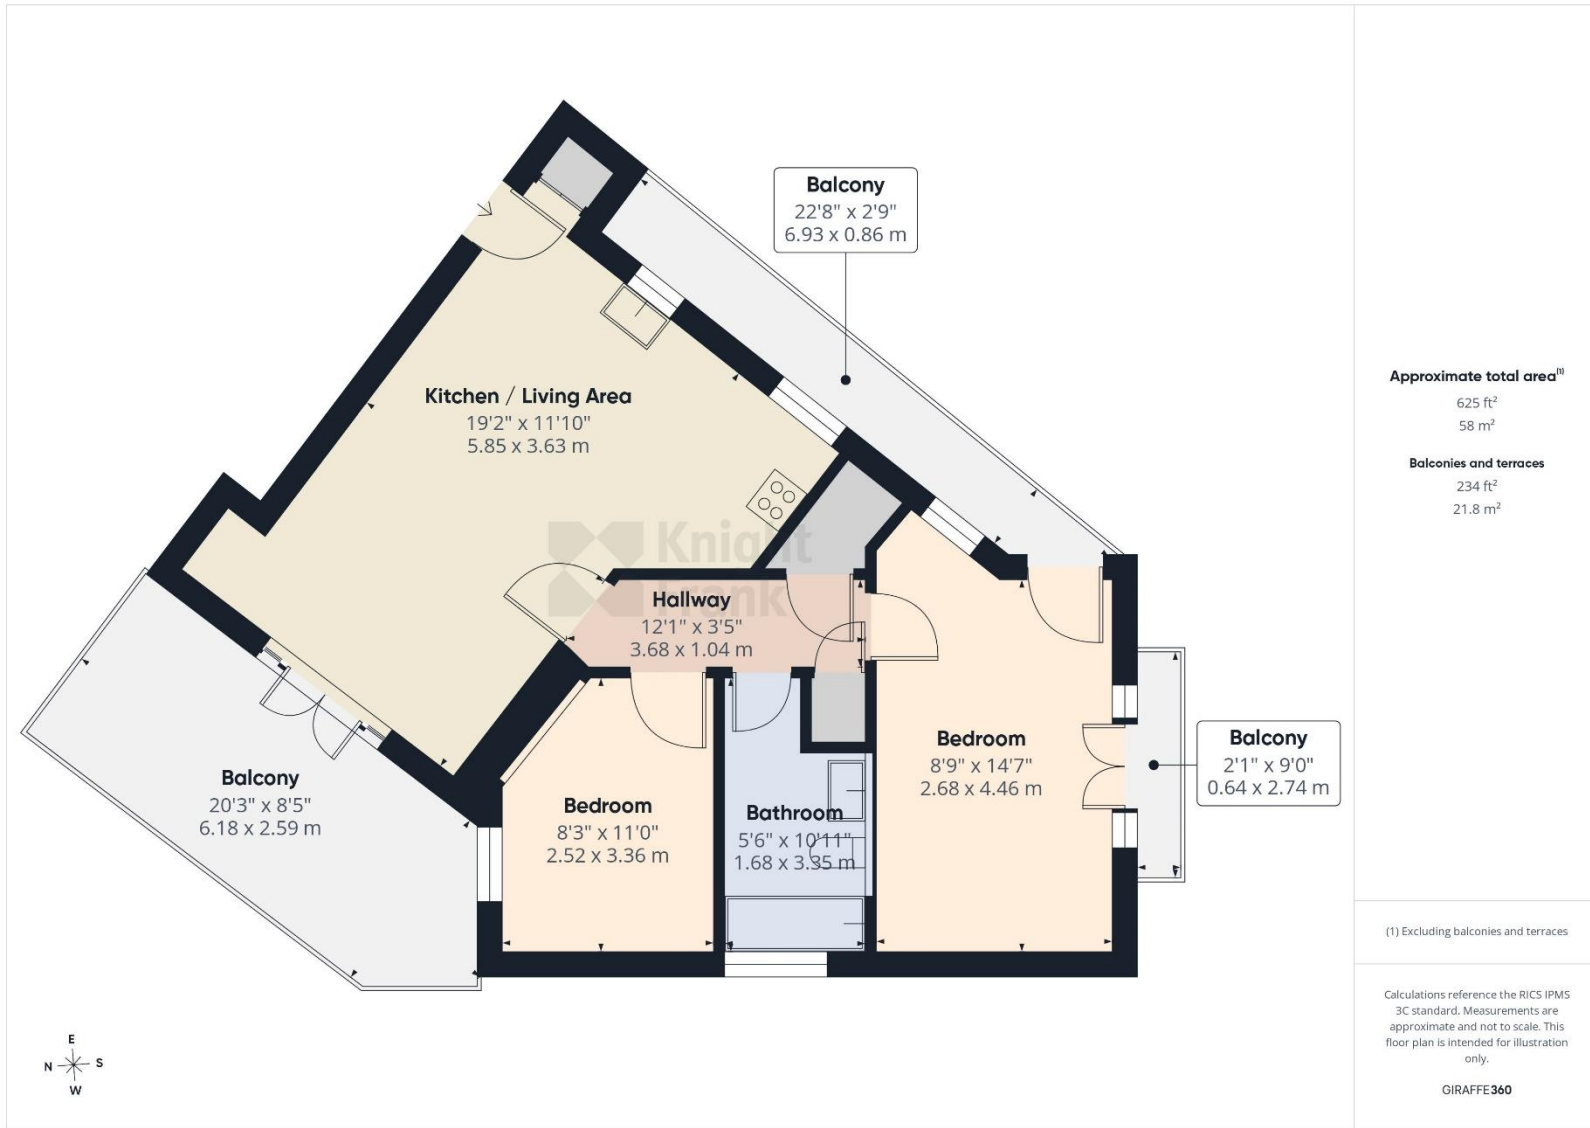 Balcony
22'8" x 2'9"
6.93 x 0.86 m
Kitchen / Living Area
19'2" x 11'10"
5.85 x 3.63 m
Knight
Frank
Hallway
12'1" x 3'5"
3.68 x 1.04 m
Bedroom
8'9" x 14'7"
2.68 x 4.46 m
Balcony
2'1" x 9'0"
0.64 x 2.74 m
Balcony
20'3" x 8'5"
6.18 x 2.59 m
Bedroom
8'3" x 11'0"
2.52 x 3.36 m
Bathroom
5'6" x 10'11"
1.68 x 3.35 m
E
N S
W
Approximate total area(1)
625 ft²
58 m²
Balconies and terraces
234 ft²
21.8 m²
(1) Excluding balconies and terraces
Calculations reference the RICS IPMS
3C standard. Measurements are
approximate and not to scale. This
floor plan is intended for illustration
only.
GIRAFFE360